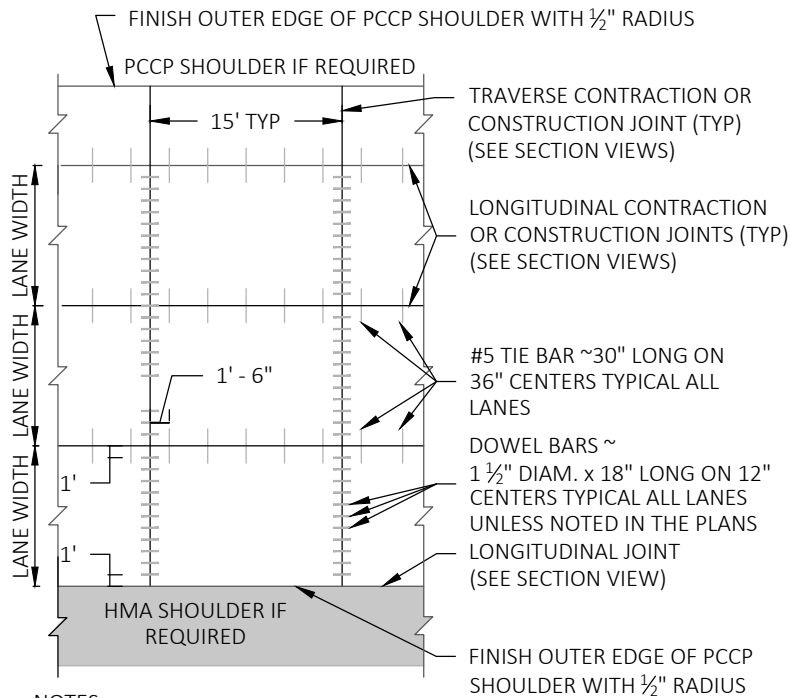 FINISH OUTER EDGE OF PCCP SHOULDER WITH ½" RADIUS
PCCP SHOULDER IF REQUIRED
15' TYP
TRAVERSE CONTRACTION OR
CONSTRUCTION JOINT (TYP)
(SEE SECTION VIEWS)
LANE WIDTH
LONGITUDINAL CONTRACTION
OR CONSTRUCTION JOINTS (TYP)
(SEE SECTION VIEWS)
LANE WIDTH
1' - 6"
#5 TIE BAR ~30" LONG ON
36" CENTERS TYPICAL ALL
LANES
LANE WIDTH
1'
1'
DOWEL BARS ~
1 ½" DIAM. x 18" LONG ON 12"
CENTERS TYPICAL ALL LANES
UNLESS NOTED IN THE PLANS
LONGITUDINAL JOINT
(SEE SECTION VIEW)
HMA SHOULDER IF
REQUIRED
FINISH OUTER EDGE OF PCCP
SHOULDER WITH ½" RADIUS
NOTES